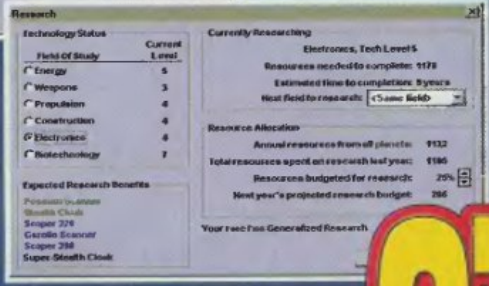 Research
Technology Status
Field Of Study Current Level
Energy 5
Weapons 3
Propulsion 4
Construction 4
Electronics 4
Biotechnology 7
Expected Research Benefits
Stealth Cloak
Scoper 220
Gazelle Scanner
Scoper 280
Super-Stealth Cloak
Currently Researching
Electronics, Tech Level 5
Resources needed to complete: 1178
Estimated time to completion: 9 years
Next field to research: <Same field>
Resource Allocation
Annual resources from all planets: 1132
Total resources spent on research last year:
Resources budgeted for research: 25%
Next year's projected research budget:
Your race has Generalized Research